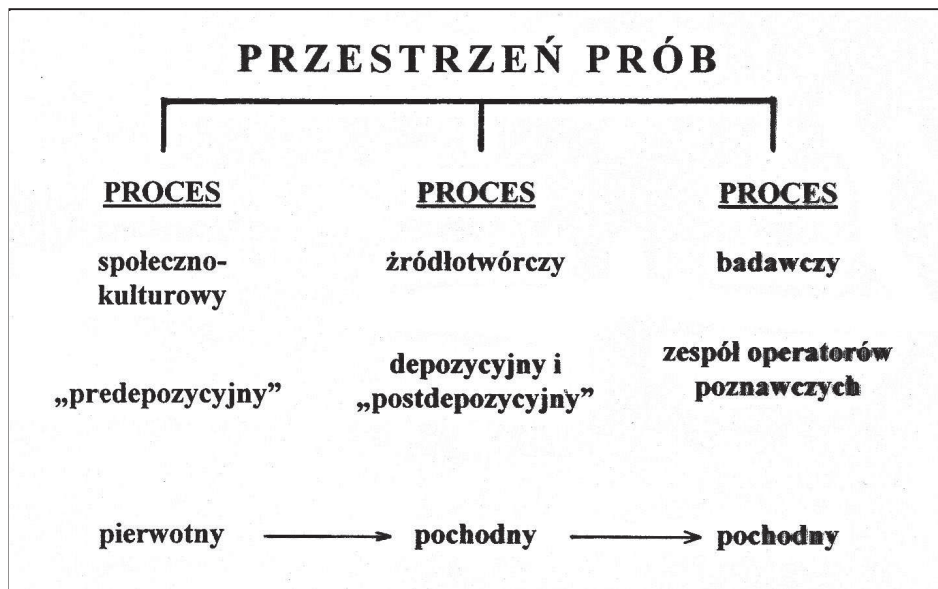 PRZESTRZEŃ PRÓB
PROCES
społeczno-
kulturowy
„predepozycyjny”
pierwotny
PROCES
źródłotwórczy
depozycyjny i
„postdepozycyjny”
pochodny
PROCES
badawczy
zespół operatorów
poznawczych
pochodny